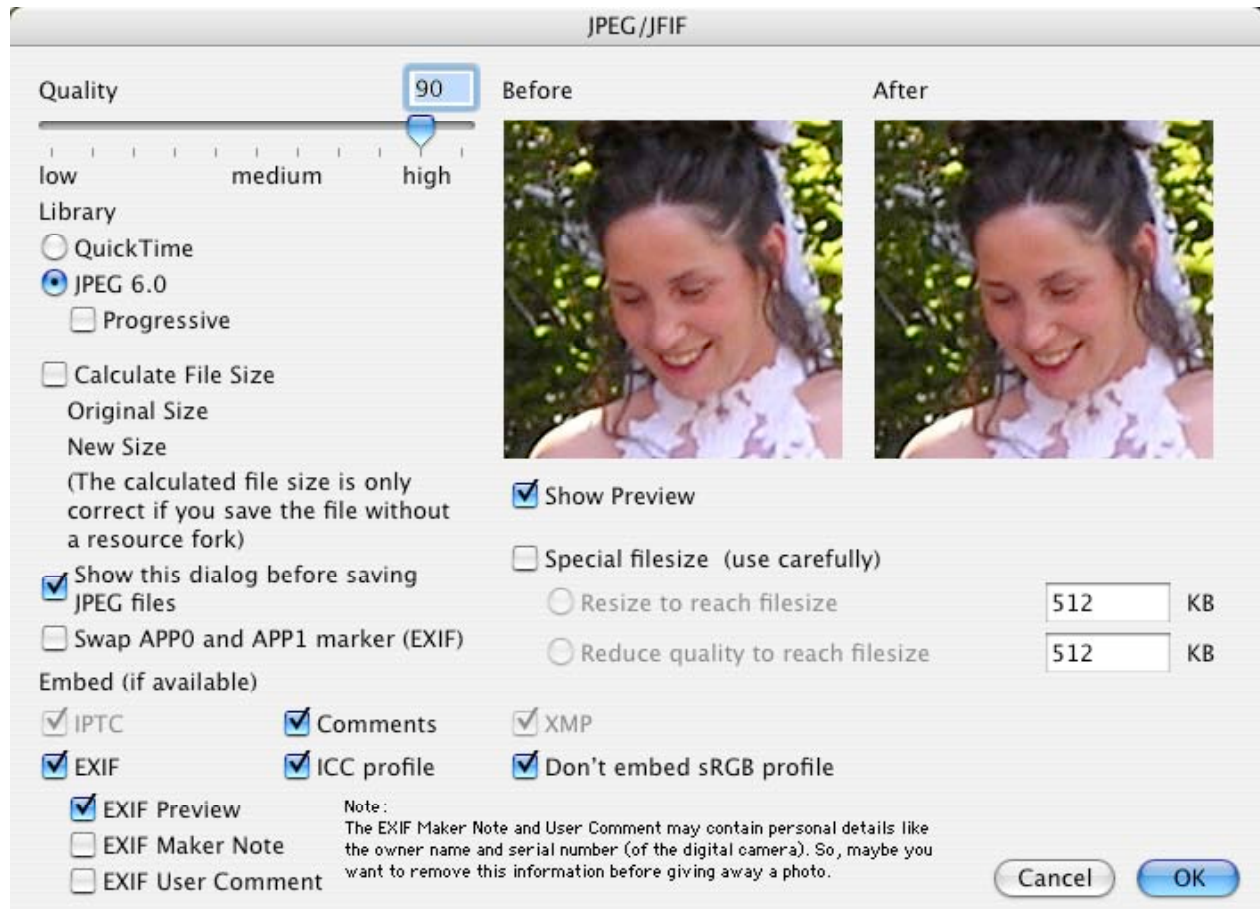 JPEG/JFIF
Quality
90
low medium high
Library
QuickTime
JPEG 6.0
Progressive
Calculate File Size
Original Size
New Size
(The calculated file size is only
correct if you save the file without
a resource fork)
Show this dialog before saving
JPEG files
Swap APP0 and APP1 marker (EXIF)
Before
After
Show Preview
Special filesize (use carefully)
Resize to reach filesize 512 KB
Reduce quality to reach filesize 512 KB
Embed (if available)
IPTC Comments XMP
EXIF ICC profile Don't embed sRGB profile
EXIF Preview
EXIF Maker Note
EXIF User Comment
Note:
The EXIF Maker Note and User Comment may contain personal details like
the owner name and serial number (of the digital camera). So, maybe you
want to remove this information before giving away a photo.
Cancel OK